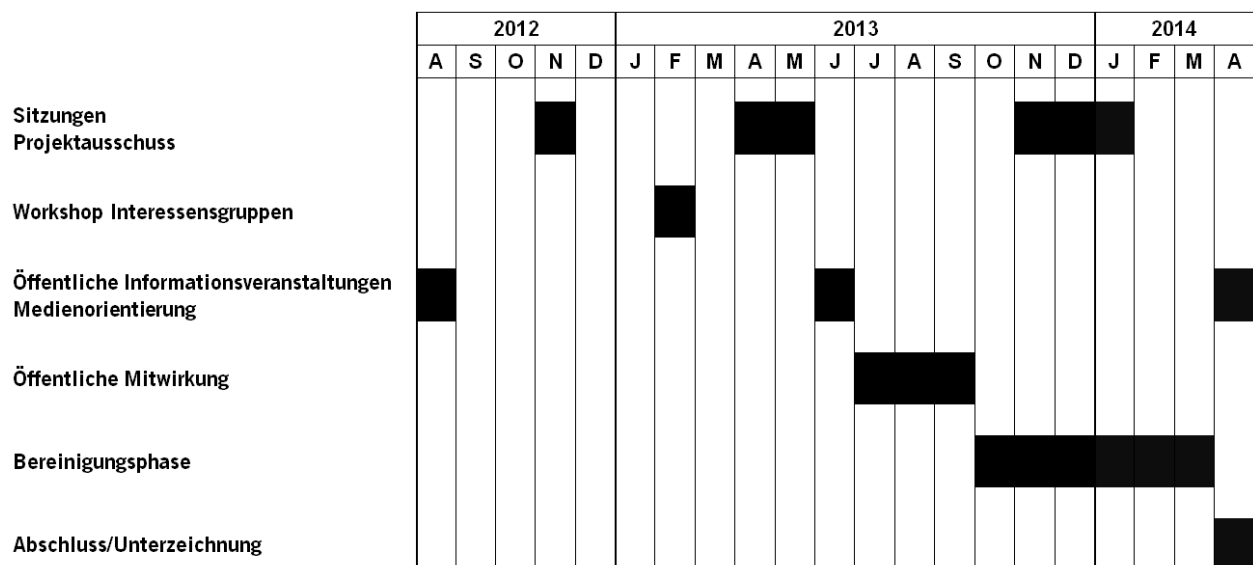 2012 2013 2014
A S O N D J F M A M J J A S O N D J F M A
Sitzungen
Projektausschuss
Workshop Interessensgruppen
Öffentliche Informationsveranstaltungen
Medienorientierung
Öffentliche Mitwirkung
Bereinigungsphase
Abschluss/Unterzeichnung